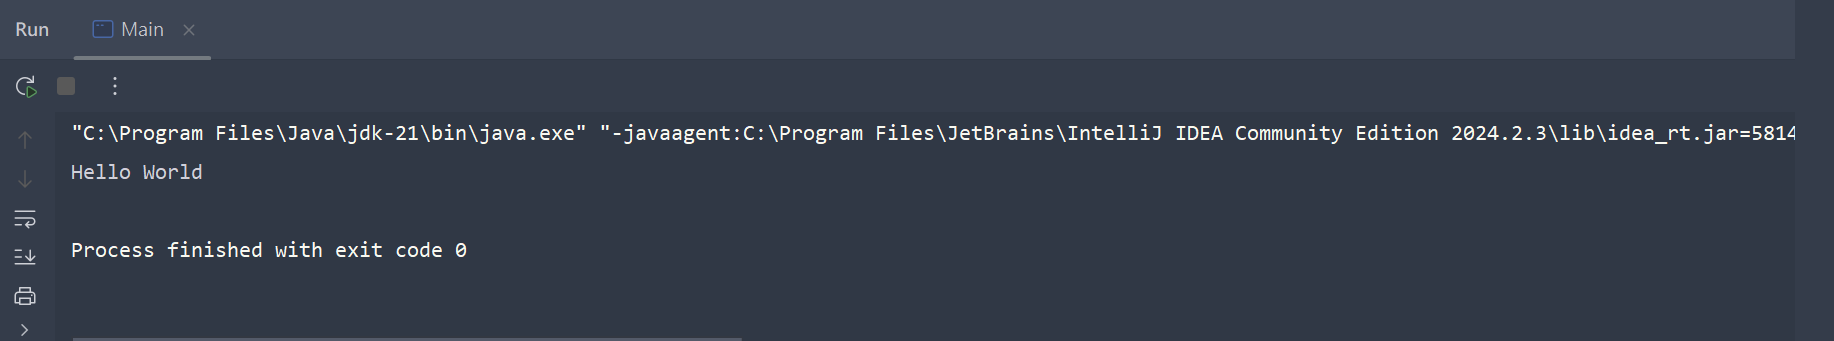 Run Main
"C:\Program Files\Java\jdk-21\bin\java.exe" "-javaagent:C:\Program Files\JetBrains\IntelliJ IDEA Community Edition 2024.2.3\lib\idea_rt.jar=5814
Hello World
Process finished with exit code 0